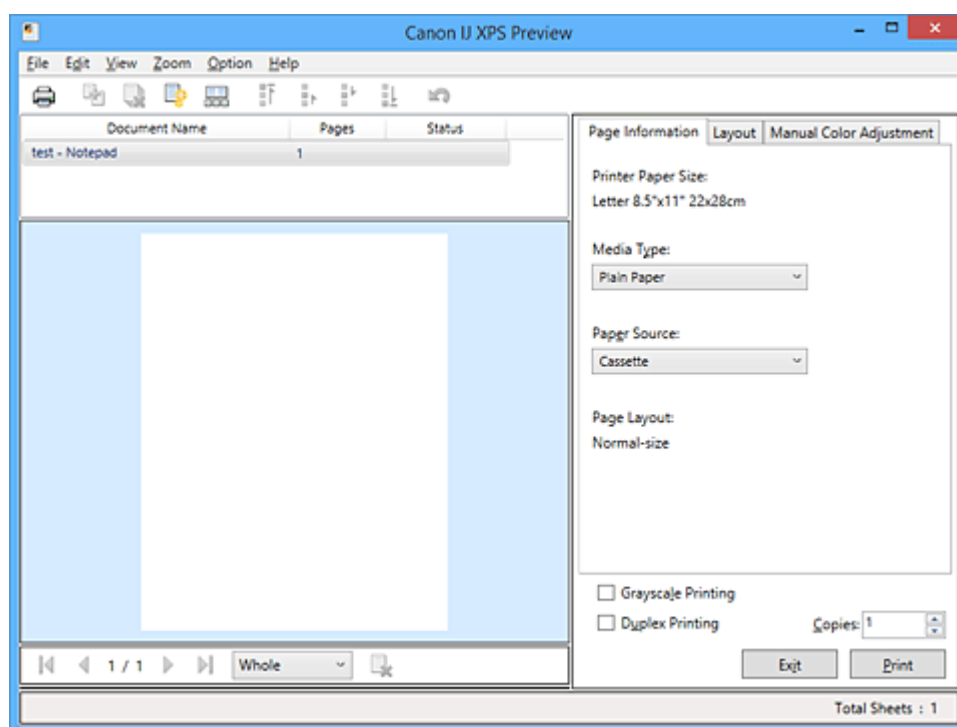 Canon IJ XPS Preview
File Edit View Zoom Option Help
Document Name Pages Status
test - Notepad 1
Page Information Layout Manual Color Adjustment
Printer Paper Size:
Letter 8.5"x11" 22x28cm
Media Type:
Plain Paper
Paper Source:
Cassette
Page Layout:
Normal-size
Grayscale Printing
Duplex Printing Copies: 1
1 / 1 Whole
Exit Print
Total Sheets : 1